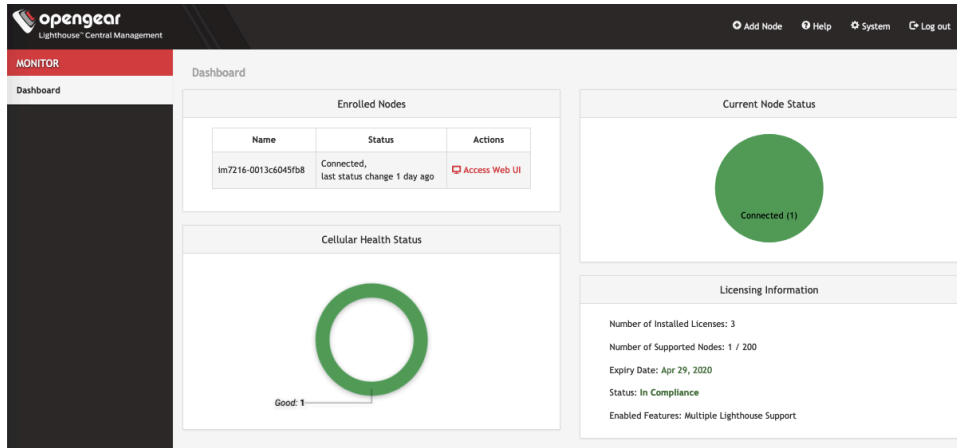 opengear
Lighthouse™ Central Management
Add Node Help System Log out
MONITOR
Dashboard
Dashboard
Enrolled Nodes
Name Status Actions
im7216-0013c6045fb8 Connected, last status change 1 day ago Access Web UI
Current Node Status
Connected (1)
Cellular Health Status
Good: 1
Licensing Information
Number of Installed Licenses: 3
Number of Supported Nodes: 1 / 200
Expiry Date: Apr 29, 2020
Status: In Compliance
Enabled Features: Multiple Lighthouse Support